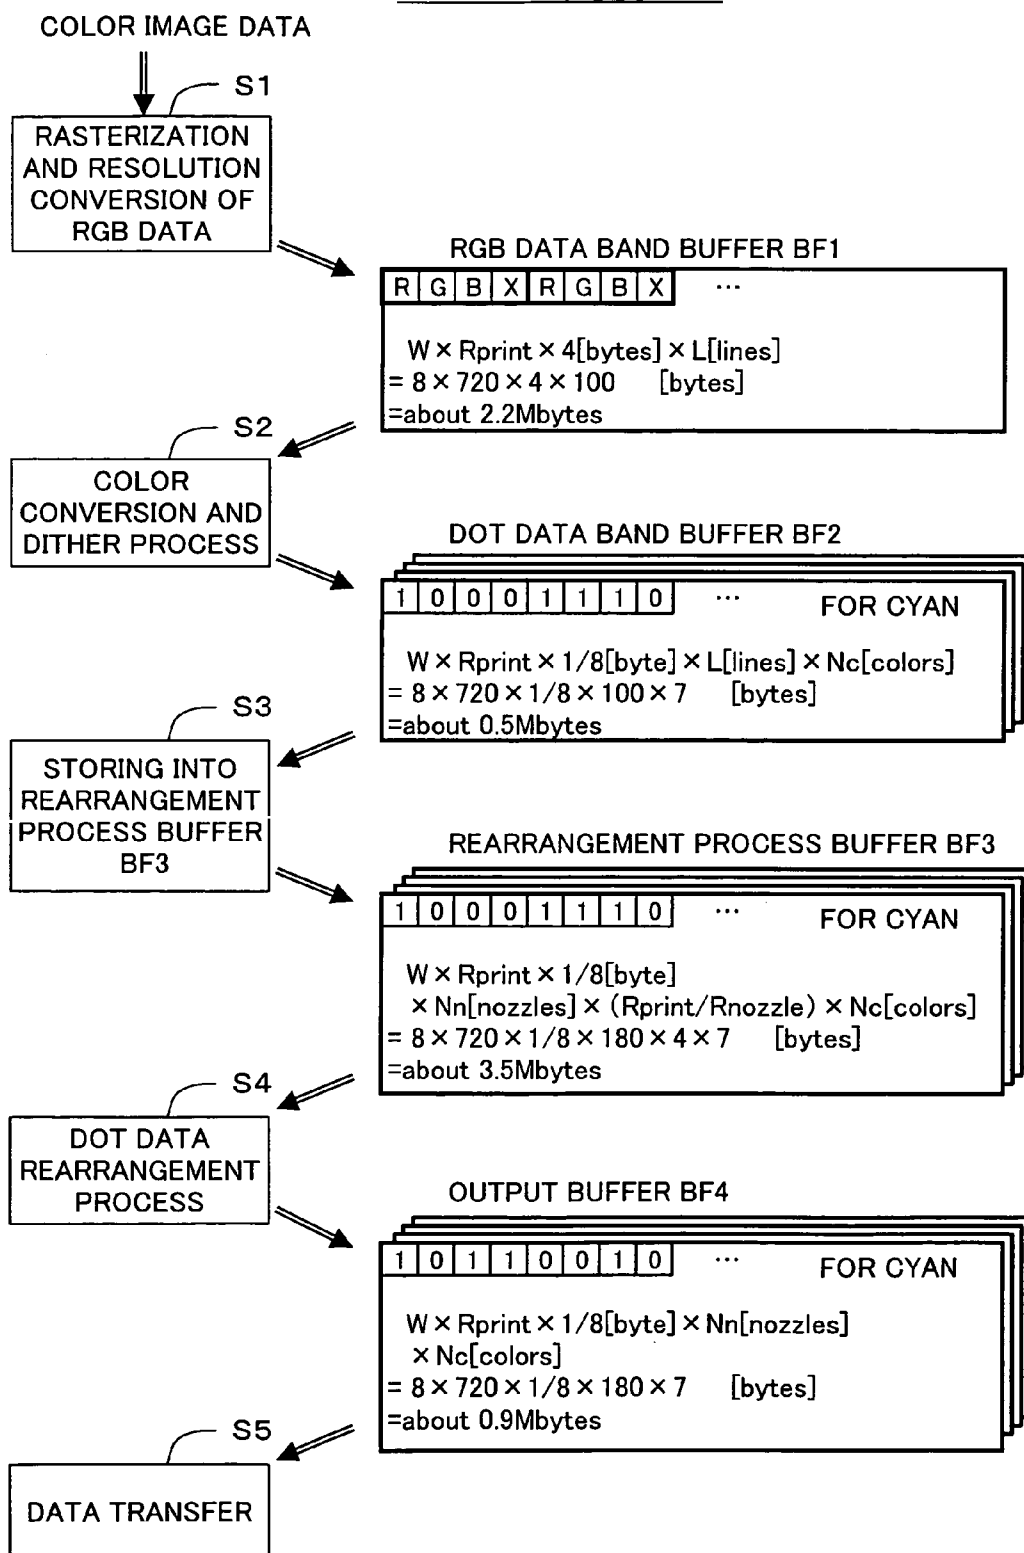 COLOR IMAGE DATA
S1
RASTERIZATION
AND RESOLUTION
CONVERSION OF
RGB DATA
RGB DATA BAND BUFFER BF1
R G B X R G B X ...
W × Rprint × 4[bytes] × L[lines]
= 8 × 720 × 4 × 100 [bytes]
=about 2.2Mbytes
S2
COLOR
CONVERSION AND
DITHER PROCESS
DOT DATA BAND BUFFER BF2
1 0 0 0 1 1 1 0 ... FOR CYAN
W × Rprint × 1/8[byte] × L[lines] × Nc[colors]
= 8 × 720 × 1/8 × 100 × 7 [bytes]
=about 0.5Mbytes
S3
STORING INTO
REARRANGEMENT
PROCESS BUFFER
BF3
REARRANGEMENT PROCESS BUFFER BF3
1 0 0 0 1 1 1 0 ... FOR CYAN
W × Rprint × 1/8[byte]
× Nn[nozzles] × (Rprint/Rnozzle) × Nc[colors]
= 8 × 720 × 1/8 × 180 × 4 × 7 [bytes]
=about 3.5Mbytes
S4
DOT DATA
REARRANGEMENT
PROCESS
OUTPUT BUFFER BF4
1 0 1 1 0 0 1 0 ... FOR CYAN
W × Rprint × 1/8[byte] × Nn[nozzles]
× Nc[colors]
= 8 × 720 × 1/8 × 180 × 7 [bytes]
=about 0.9Mbytes
S5
DATA TRANSFER